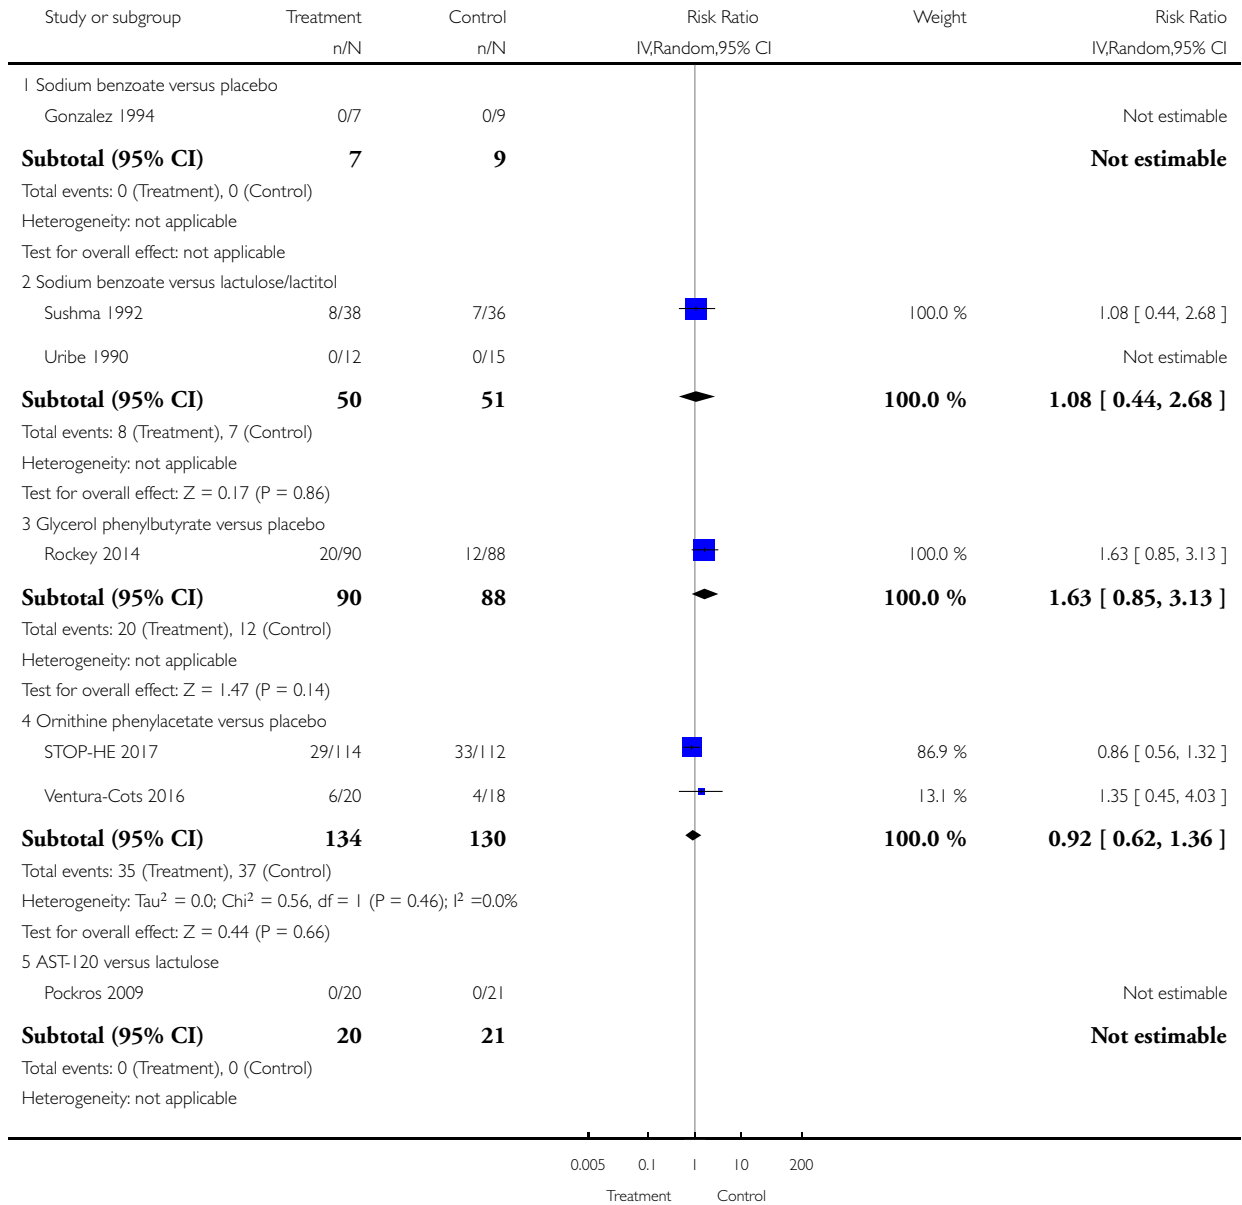 Study or subgroup Treatment Control Risk Ratio Weight Risk Ratio
n/N n/N IV,Random,95% CI IV,Random,95% CI
1 Sodium benzoate versus placebo
Gonzalez 1994 0/7 0/9 Not estimable
Subtotal (95% CI) 7 9 Not estimable
Total events: 0 (Treatment), 0 (Control)
Heterogeneity: not applicable
Test for overall effect: not applicable
2 Sodium benzoate versus lactulose/lactitol
Sushma 1992 8/38 7/36 100.0 % 1.08 [ 0.44, 2.68 ]
Uribe 1990 0/12 0/15 Not estimable
Subtotal (95% CI) 50 51 100.0 % 1.08 [ 0.44, 2.68 ]
Total events: 8 (Treatment), 7 (Control)
Heterogeneity: not applicable
Test for overall effect: Z = 0.17 (P = 0.86)
3 Glycerol phenylbutyrate versus placebo
Rockey 2014 20/90 12/88 100.0 % 1.63 [ 0.85, 3.13 ]
Subtotal (95% CI) 90 88 100.0 % 1.63 [ 0.85, 3.13 ]
Total events: 20 (Treatment), 12 (Control)
Heterogeneity: not applicable
Test for overall effect: Z = 1.47 (P = 0.14)
4 Ornithine phenylacetate versus placebo
STOP-HE 2017 29/114 33/112 86.9 % 0.86 [ 0.56, 1.32 ]
Ventura-Cots 2016 6/20 4/18 13.1 % 1.35 [ 0.45, 4.03 ]
Subtotal (95% CI) 134 130 100.0 % 0.92 [ 0.62, 1.36 ]
Total events: 35 (Treatment), 37 (Control)
Heterogeneity: Tau² = 0.0; Chi² = 0.56, df = 1 (P = 0.46); I² =0.0%
Test for overall effect: Z = 0.44 (P = 0.66)
5 AST-120 versus lactulose
Pockros 2009 0/20 0/21 Not estimable
Subtotal (95% CI) 20 21 Not estimable
Total events: 0 (Treatment), 0 (Control)
Heterogeneity: not applicable
0.005 0.1 1 10 200
Treatment Control